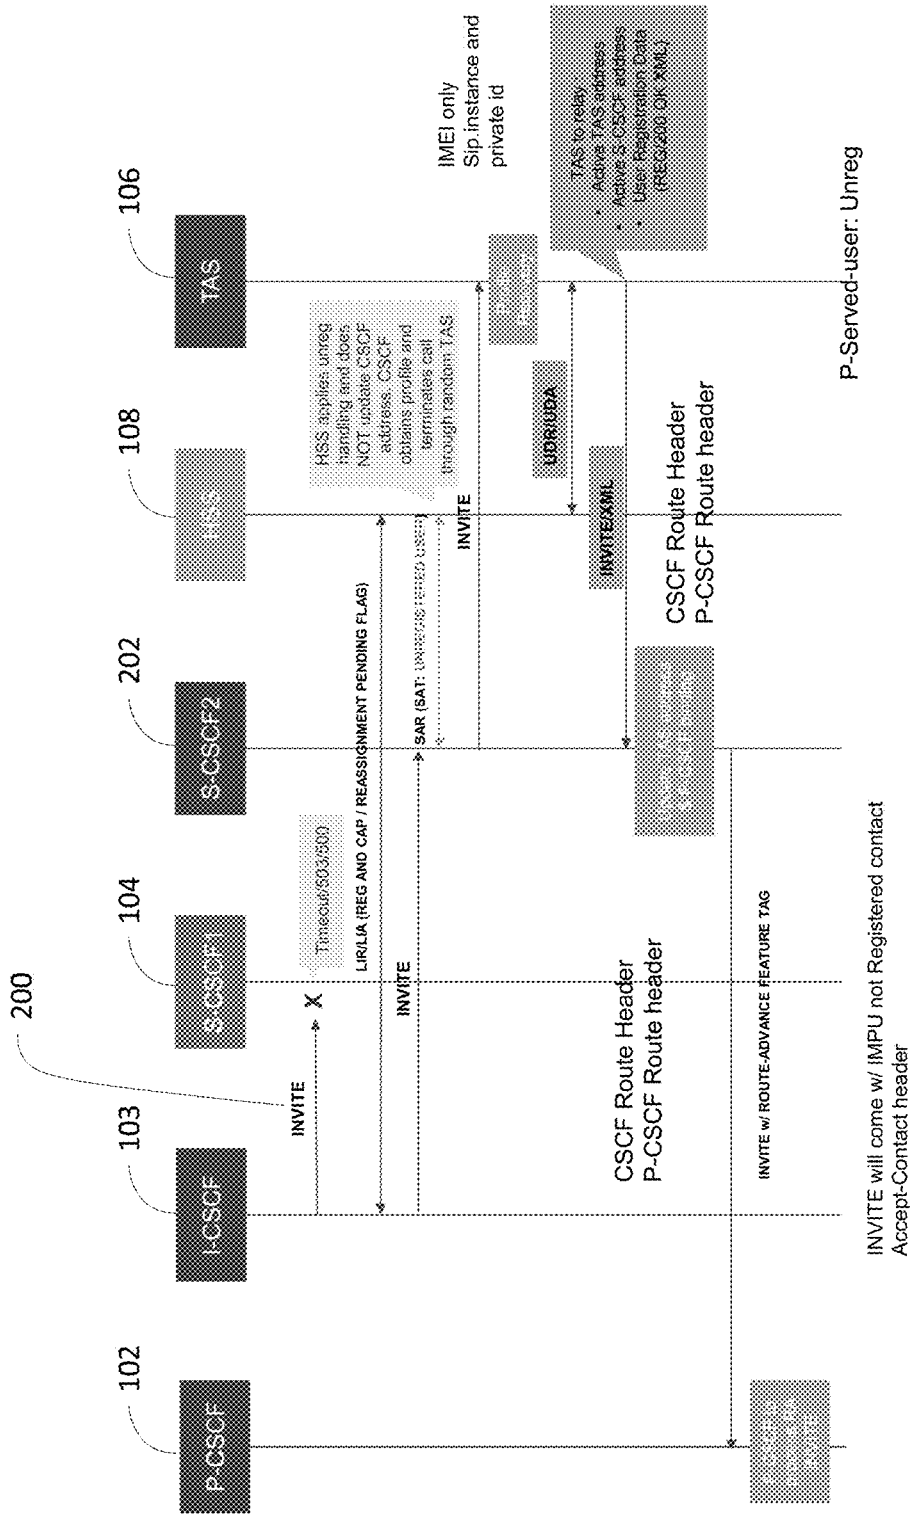 102
103
104
202
108
106
P-CSCF
I-CSCF
S-CSCF1
S-CSCF2
HSS
TAS
200
INVITE
X
Timeout/503/500
LIR/LIA (REG AND CAP / REASSIGNMENT PENDING FLAG)
INVITE
SAR (SAT: UNREGISTERED USER)
HSS applies unreg
handling and does
NOT update CSCF
address. CSCF
obtains profile and
terminates call
through random TAS
INVITE
IMEI only
Sip.instance and
private id
UDR/UDA
TAS to relay
• Active TAS address
• Active S-CSCF address
• User Registration Data
(REG/200 OK XML)
INVITE/XML
CSCF Route Header
P-CSCF Route header
CSCF Route Header
P-CSCF Route header
INVITE w/ ROUTE-ADVANCE FEATURE TAG
P-Served-user: Unreg
INVITE will come w/ IMPU not Registered contact
Accept-Contact header